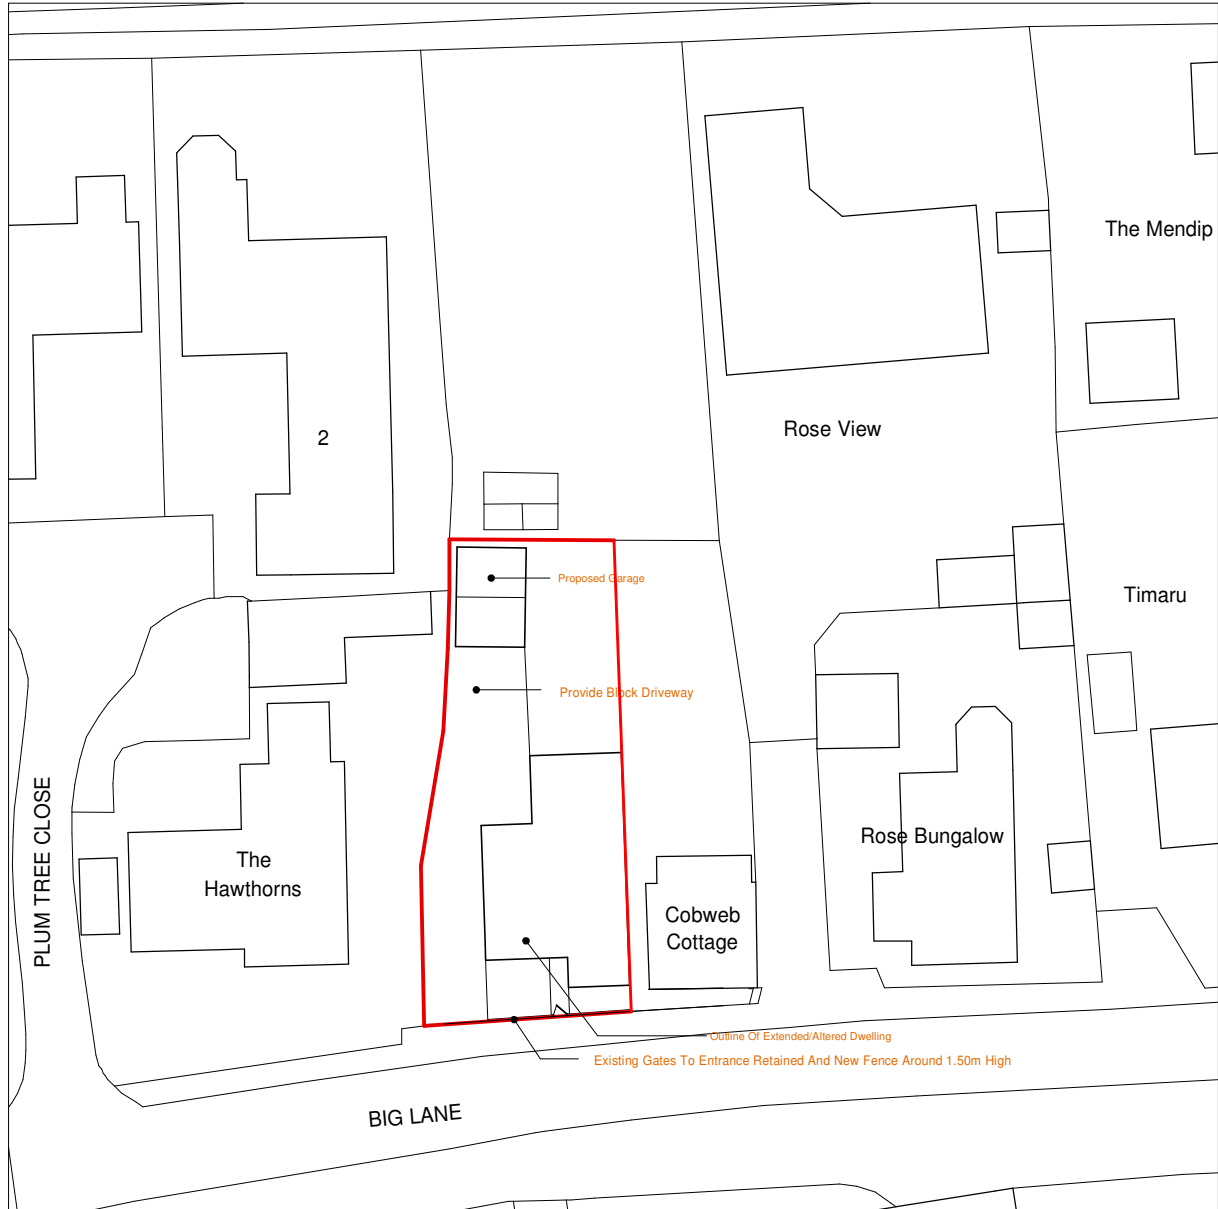 The Mendip
Rose View
2
Proposed Garage
Timaru
Provide Block Driveway
PLUM TREE CLOSE
The
Hawthorns
Rose Bungalow
Cobweb
Cottage
Outline Of Extended/Altered Dwelling
Existing Gates To Entrance Retained And New Fence Around 1.50m High
BIG LANE